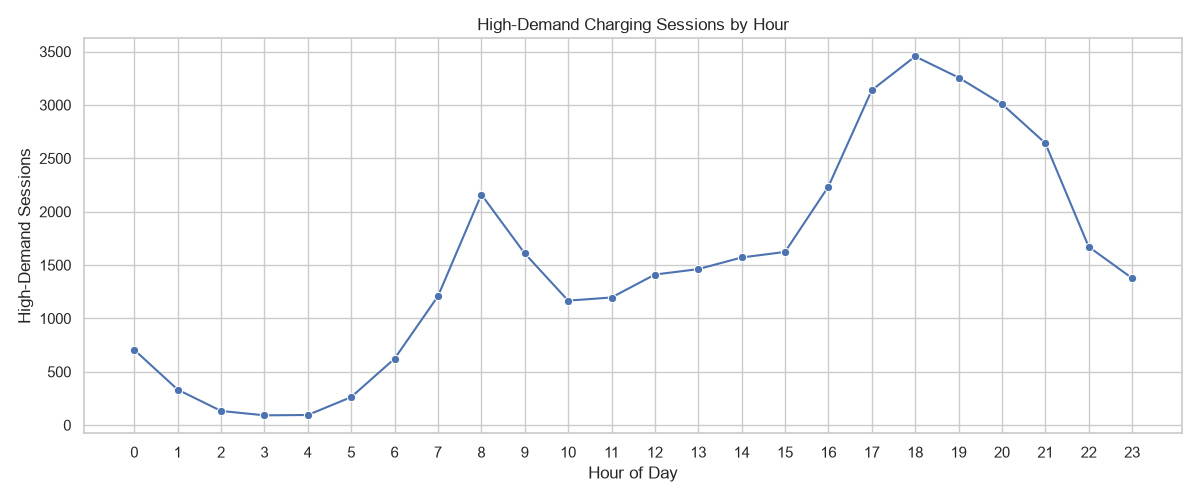 High-Demand Charging Sessions by Hour
High-Demand Sessions
3500
3000
2500
2000
1500
1000
500
0
0 1 2 3 4 5 6 7 8 9 10 11 12 13 14 15 16 17 18 19 20 21 22 23
Hour of Day